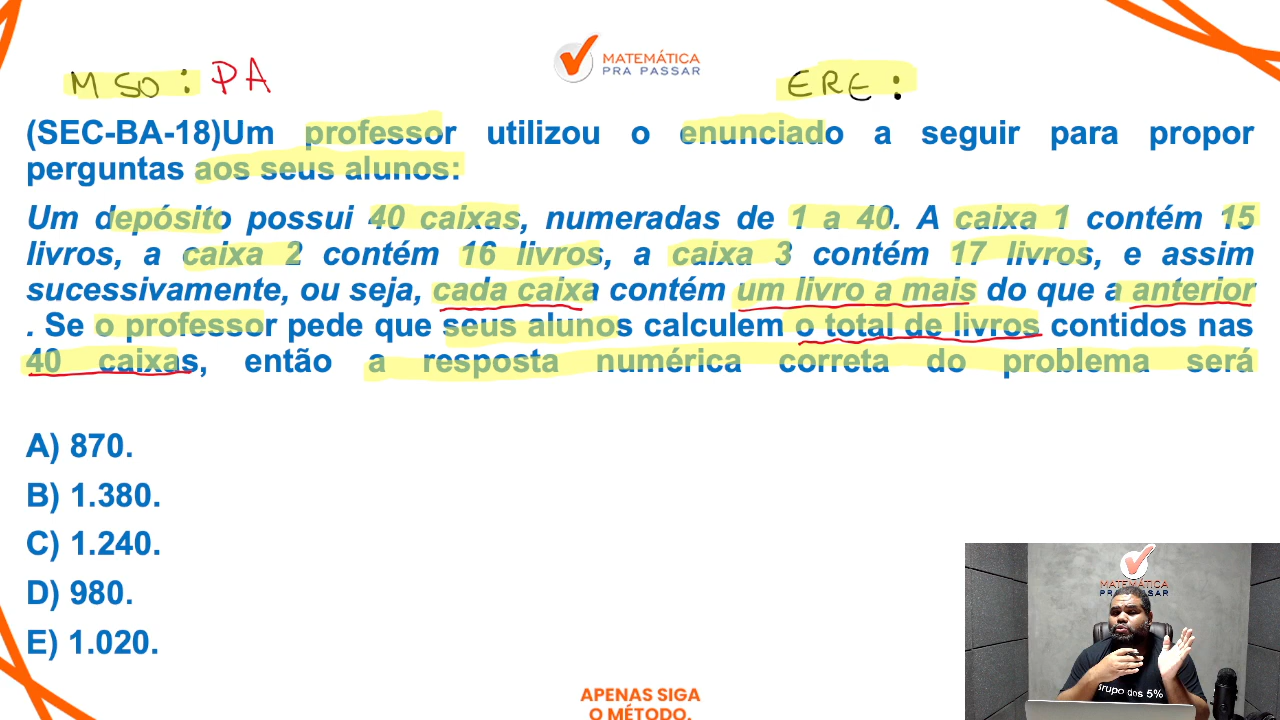 MSO: PA
MATEMÁTICA
PRA PASSAR
ERE:
(SEC-BA-18)Um professor utilizou o enunciado a seguir para propor
perguntas aos seus alunos:
Um depósito possui 40 caixas, numeradas de 1 a 40. A caixa 1 contém 15
livros, a caixa 2 contém 16 livros, a caixa 3 contém 17 livros, e assim
sucessivamente, ou seja, cada caixa contém um livro a mais do que a anterior
. Se o professor pede que seus alunos calculem o total de livros contidos nas
40 caixas, então a resposta numérica correta do problema será
A) 870.
B) 1.380.
C) 1.240.
D) 980.
E) 1.020.
MATEMÁTICA
PRA PASSAR
Grupo dos 5%
APENAS SIGA
O MÉTODO.